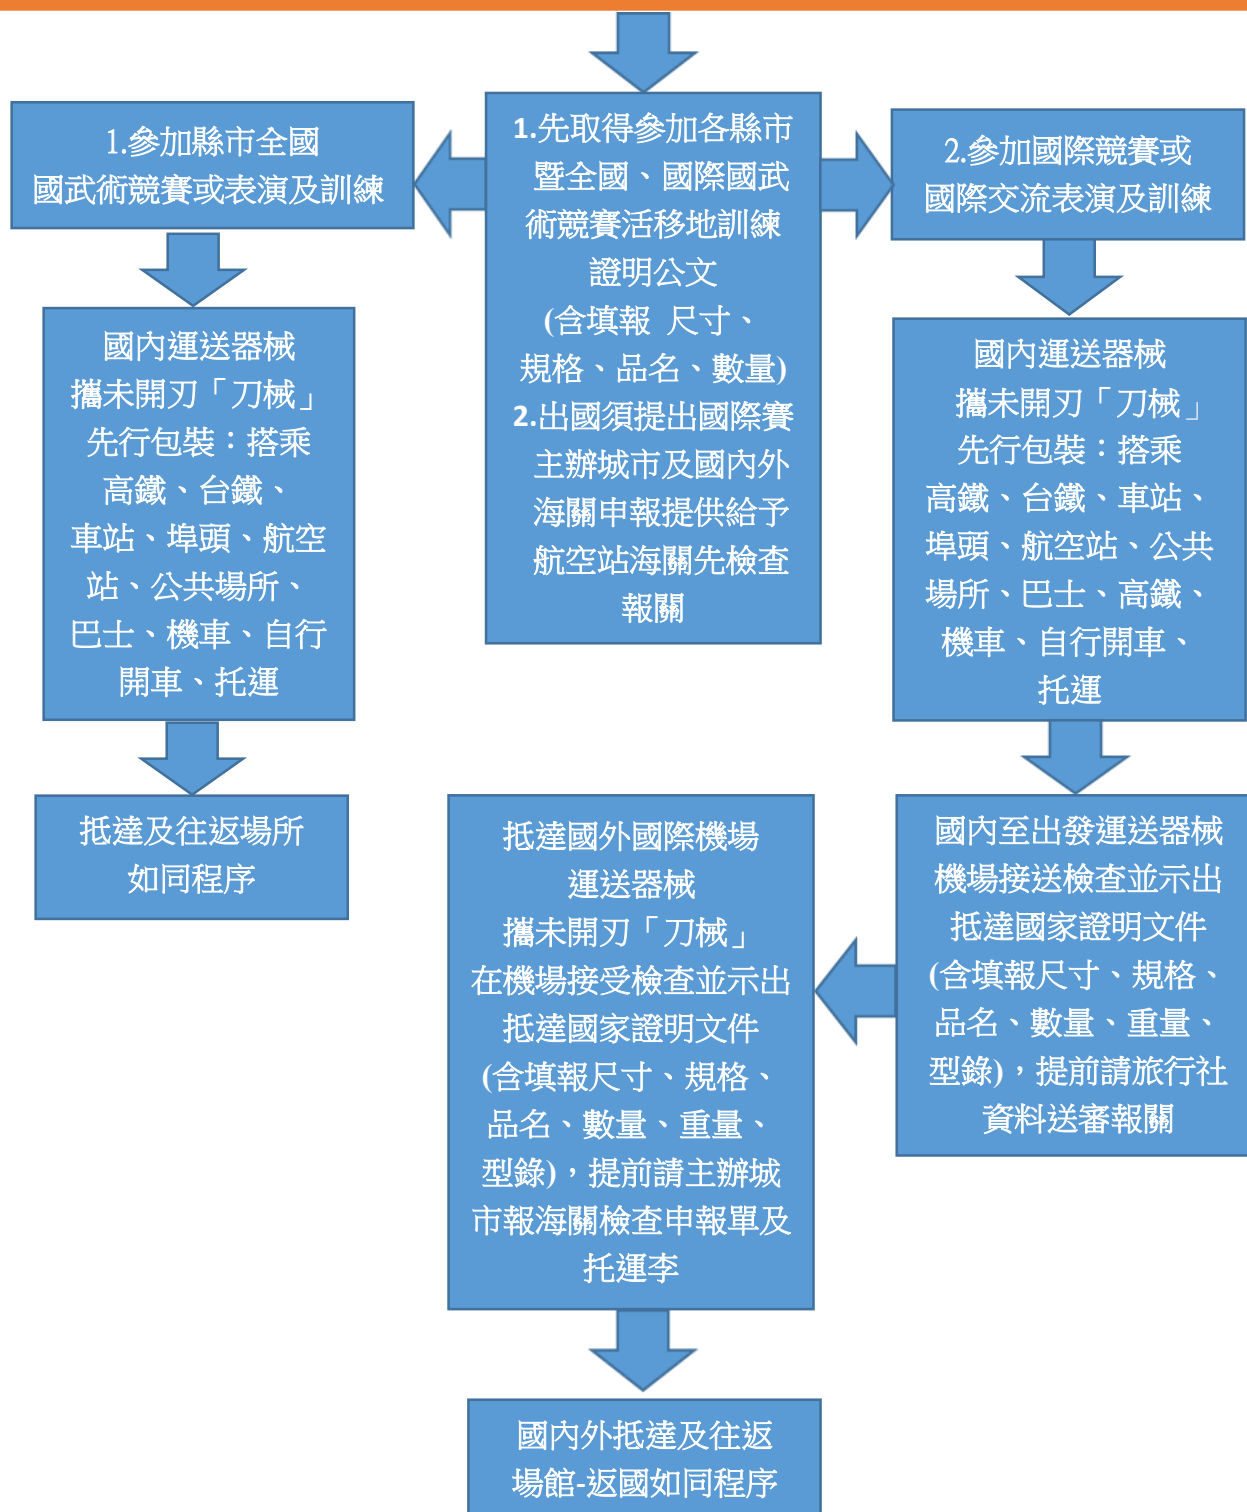 1.先取得參加各縣市
暨全國、國際國武
術競賽活移地訓練
證明公文
(含填報 尺寸、
規格、品名、數量)
2.出國須提出國際賽
主辦城市及國內外
海關申報提供給予
航空站海關先檢查
報關
1.參加縣市全國
國武術競賽或表演及訓練
國內運送器械
攜未開刃「刀械」
先行包裝：搭乘
高鐵、台鐵、
車站、埠頭、航空
站、公共場所、
巴士、機車、自行
開車、托運
抵達及往返場所
如同程序
2.參加國際競賽或
國際交流表演及訓練
國內運送器械
攜未開刃「刀械」
先行包裝：搭乘
高鐵、台鐵、車站、
埠頭、航空站、公共
場所、巴士、高鐵、
機車、自行開車、
托運
國內至出發運送器械
機場接送檢查並示出
抵達國家證明文件
(含填報尺寸、規格、
品名、數量、重量、
型錄)，提前請旅行社
資料送審報關
抵達國外國際機場
運送器械
攜未開刃「刀械」
在機場接受檢查並示出
抵達國家證明文件
(含填報尺寸、規格、
品名、數量、重量、
型錄)，提前請主辦城
市報海關檢查申報單及
托運李
國內外抵達及往返
場館-返國如同程序